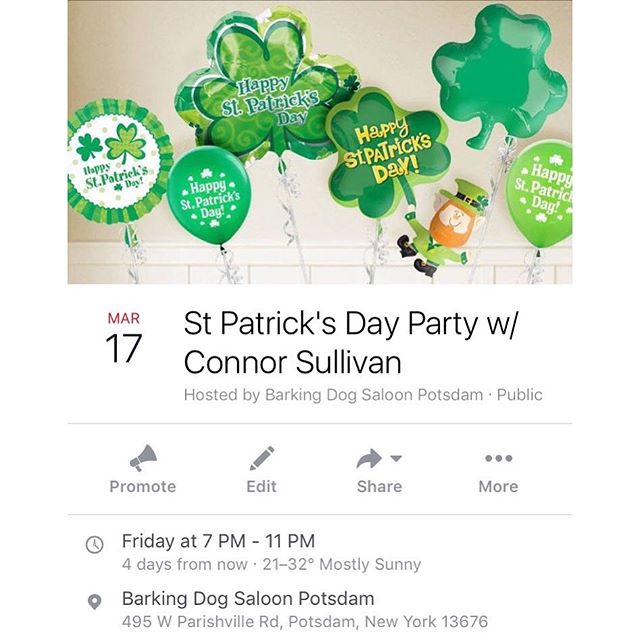 Happy
St. Patrick's
Day!
Happy
St. Patrick's
Day!
Happy
St. Patrick's
Day
Happy
St. Patrick's
Day!
Happy
St. Patric
Day!
MAR
17
St Patrick's Day Party w/
Connor Sullivan
Hosted by Barking Dog Saloon Potsdam · Public
Promote Edit Share More
Friday at 7 PM - 11 PM
4 days from now · 21–32° Mostly Sunny
Barking Dog Saloon Potsdam
495 W Parishville Rd, Potsdam, New York 13676